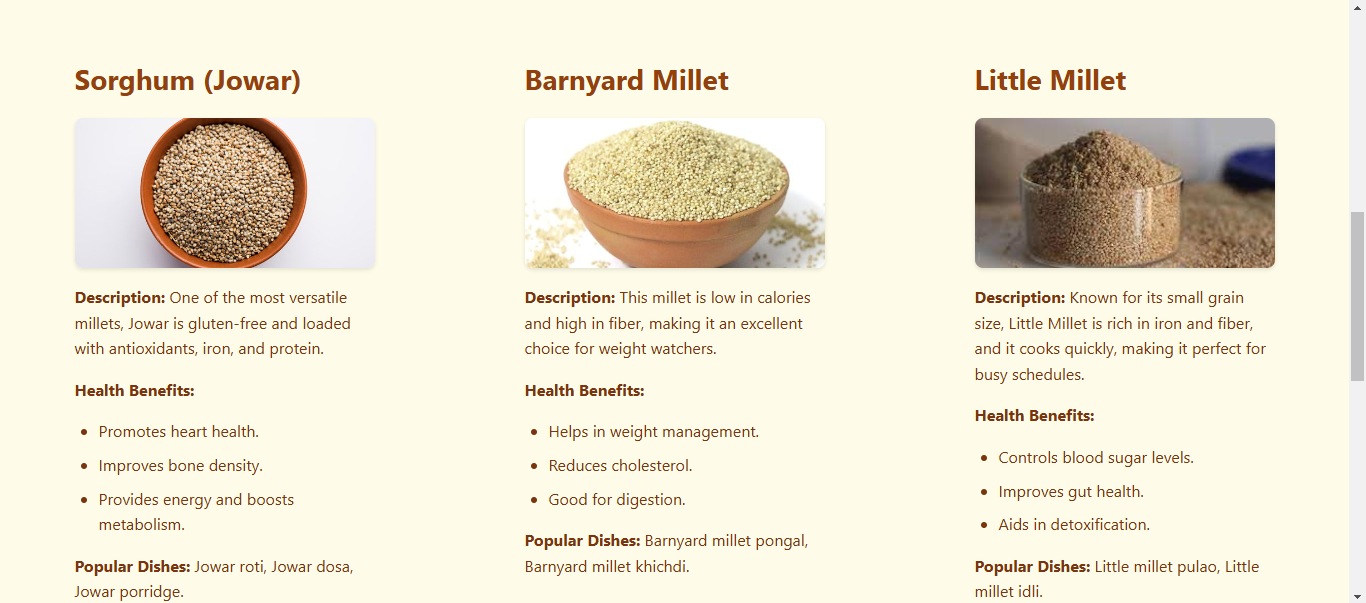 Sorghum (Jowar)
Description: One of the most versatile
millets, Jowar is gluten-free and loaded
with antioxidants, iron, and protein.
Health Benefits:
• Promotes heart health.
• Improves bone density.
• Provides energy and boosts
metabolism.
Popular Dishes: Jowar roti, Jowar dosa,
Jowar porridge.
Barnyard Millet
Description: This millet is low in calories
and high in fiber, making it an excellent
choice for weight watchers.
Health Benefits:
• Helps in weight management.
• Reduces cholesterol.
• Good for digestion.
Popular Dishes: Barnyard millet pongal,
Barnyard millet khichdi.
Little Millet
Description: Known for its small grain
size, Little Millet is rich in iron and fiber,
and it cooks quickly, making it perfect for
busy schedules.
Health Benefits:
• Controls blood sugar levels.
• Improves gut health.
• Aids in detoxification.
Popular Dishes: Little millet pulao, Little
millet idli.